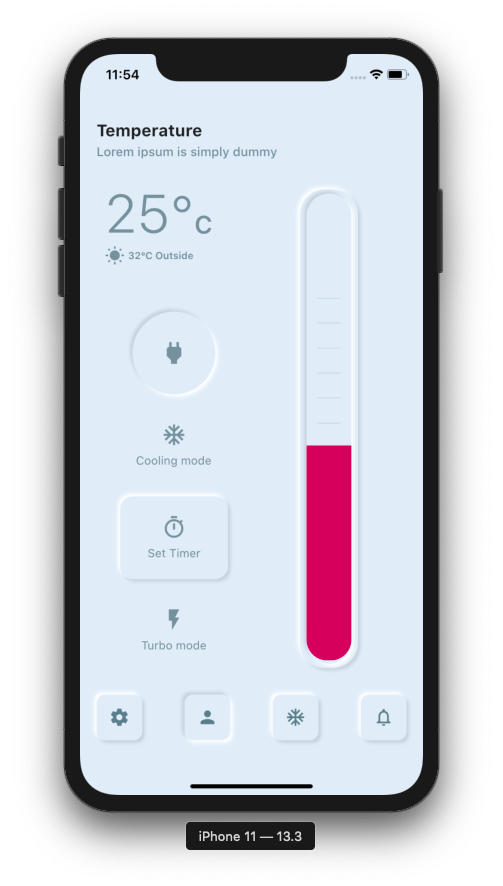 11:54
Temperature
Lorem ipsum is simply dummy
25°c
32°C Outside
Cooling mode
Set Timer
Turbo mode
iPhone 11 — 13.3